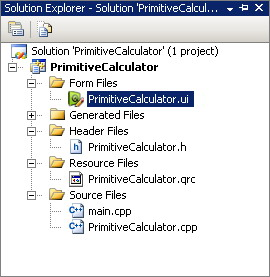 Solution Explorer - Solution 'PrimitiveCalcul...
Solution 'PrimitiveCalculator' (1 project)
PrimitiveCalculator
Form Files
PrimitiveCalculator.ui
Generated Files
Header Files
PrimitiveCalculator.h
Resource Files
PrimitiveCalculator.qrc
Source Files
main.cpp
PrimitiveCalculator.cpp